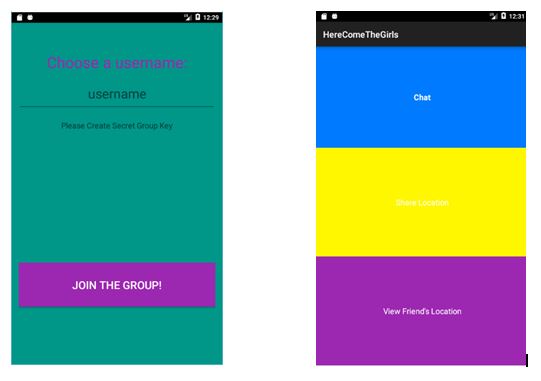 12:29
Choose a username:
username
Please Create Secret Group Key
JOIN THE GROUP!
12:31
HereComeTheGirls
Chat
Share Location
View Friend's Location